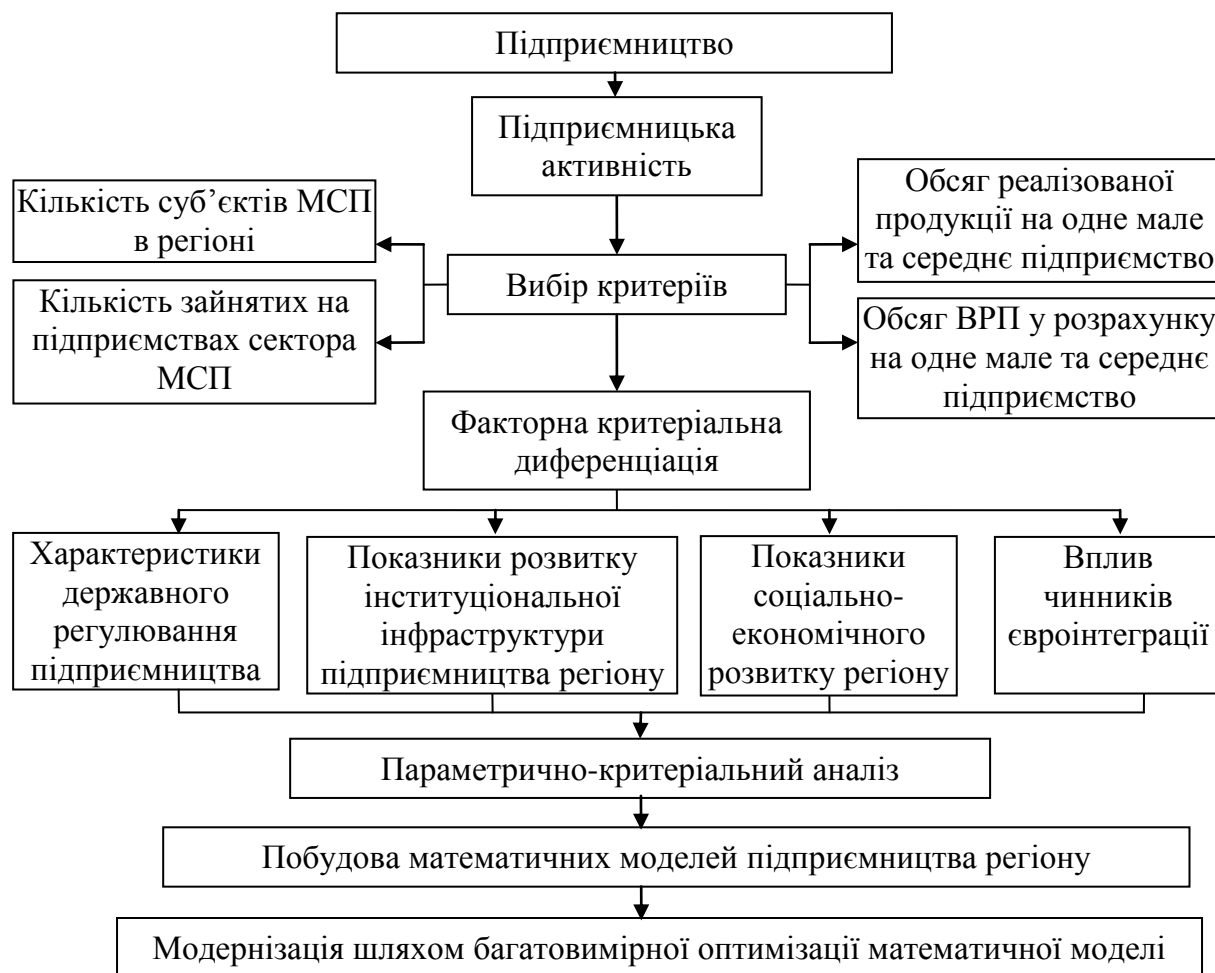 Підприємництво
Підприємницька
активність
Кількість суб’єктів МСП
в регіоні
Кількість зайнятих на
підприємствах сектора
МСП
Вибір критеріїв
Обсяг реалізованої
продукції на одне мале
та середнє підприємство
Обсяг ВРП у розрахунку
на одне мале та середнє
підприємство
Факторна критеріальна
диференціація
Характеристики
державного
регулювання
підприємництва
Показники розвитку
інституціональної
інфраструктури
підприємництва регіону
Показники
соціально-
економічного
розвитку регіону
Вплив
чинників
євроінтеграції
Параметрично-критеріальний аналіз
Побудова математичних моделей підприємництва регіону
Модернізація шляхом багатовимірної оптимізації математичної моделі